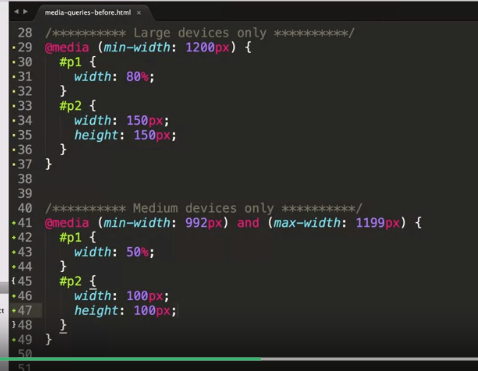 media-queries-before.html ×
28 /********** Large devices only **********/
29 @media (min-width: 1200px) {
30 #p1 {
31 width: 80%;
32 }
33 #p2 {
34 width: 150px;
35 height: 150px;
36 }
37 }
38
39
40 /********** Medium devices only **********/
41 @media (min-width: 992px) and (max-width: 1199px) {
42 #p1 {
43 width: 50%;
44 }
45 #p2 {
46 width: 100px;
47 height: 100px;
48 }
49 }
50
51